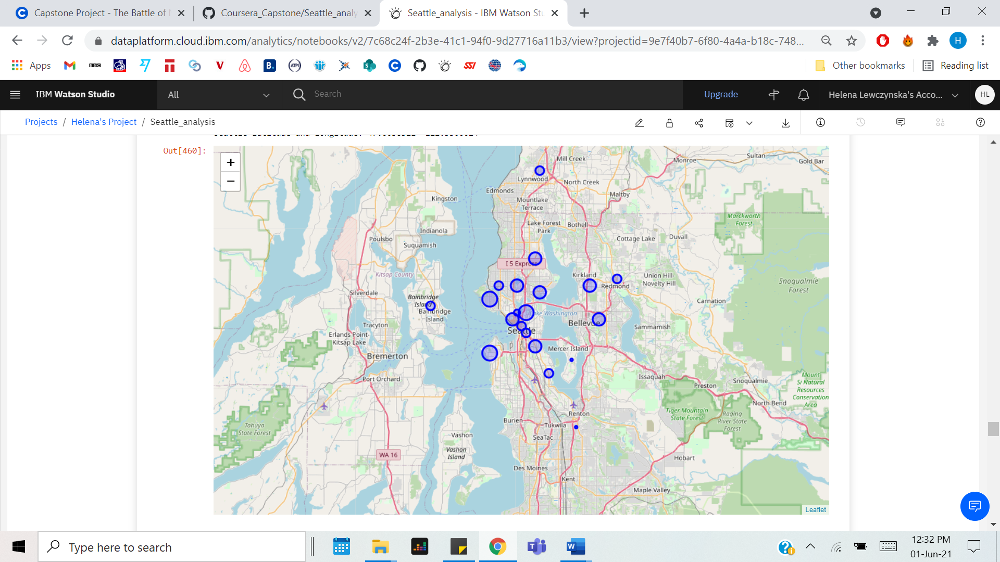 Capstone Project - The Battle of N
Coursera_Capstone/Seattle_analy
Seattle_analysis - IBM Watson Stu
dataplatform.cloud.ibm.com/analytics/notebooks/v2/7c68c24f-2b3e-41c1-94f0-9d27716a11b3/view?projectid=9e7f40b7-6f80-4a4a-b18c-748...
H
Apps
BBC
B.
ATM
SSI
Other bookmarks
Reading list
IBM Watson Studio
All
Search
Upgrade
Helena Lewczynska's Acco...
HL
Projects / Helena's Project / Seattle_analysis
Out[460]:
+
−
Mill Creek
Sultan
Monroe
Gold Bar
Lynnwood
North Creek
Edmonds
Maltby
Kingston
Mountlake
Terrace
Marckworth
Forest
Lake Forest
Park
Bothell
Indianola
Duvall
Cottage Lake
Poulsbo
Suquamish
I 5 Expre
Kitsap County
Kirkland
Union Hill-
Novelty Hill
Redmond
Snoqualmie
Forest
Silverdale
Bainbridge
Island
Carnation
Bainbridge
Island
Lake Washington
Tracyton
Bellevue
Sammamish
Seattle
Erlands Point-
Kitsap Lake
Mercer Island
Bremerton
Port Orchard
Issaquah
Mount
Si Natural
Resources
Conservation
Area
Preston
Snoqualmie
North Bend
Renton
Tiger Mountain
State Forest
Raging
River State
Forest
Burien
Tukwila
Tahuya
State Forest
Vashon
SeaTac
Vashon
Island
WA 16
Hobart
Des Moines
Kent
Maple Valley
Leaflet
Type here to search
12:32 PM
01-Jun-21